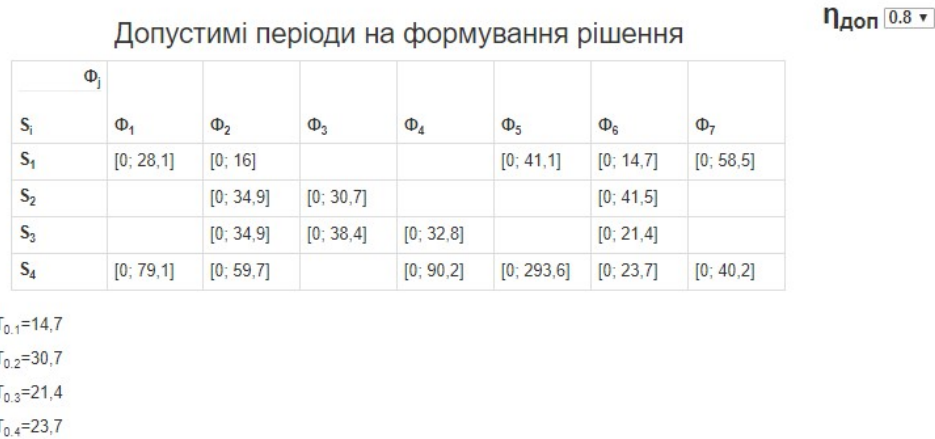 Допустимі періоди на формування рішення
ηдоп 0.8
Φj
Si Φ1 Φ2 Φ3 Φ4 Φ5 Φ6 Φ7
S1 [0; 28,1] [0; 16] [0; 41,1] [0; 14,7] [0; 58,5]
S2 [0; 34,9] [0; 30,7] [0; 41,5]
S3 [0; 34,9] [0; 38,4] [0; 32,8] [0; 21,4]
S4 [0; 79,1] [0; 59,7] [0; 90,2] [0; 293,6] [0; 23,7] [0; 40,2]
T0.1=14,7
T0.2=30,7
T0.3=21,4
T0.4=23,7